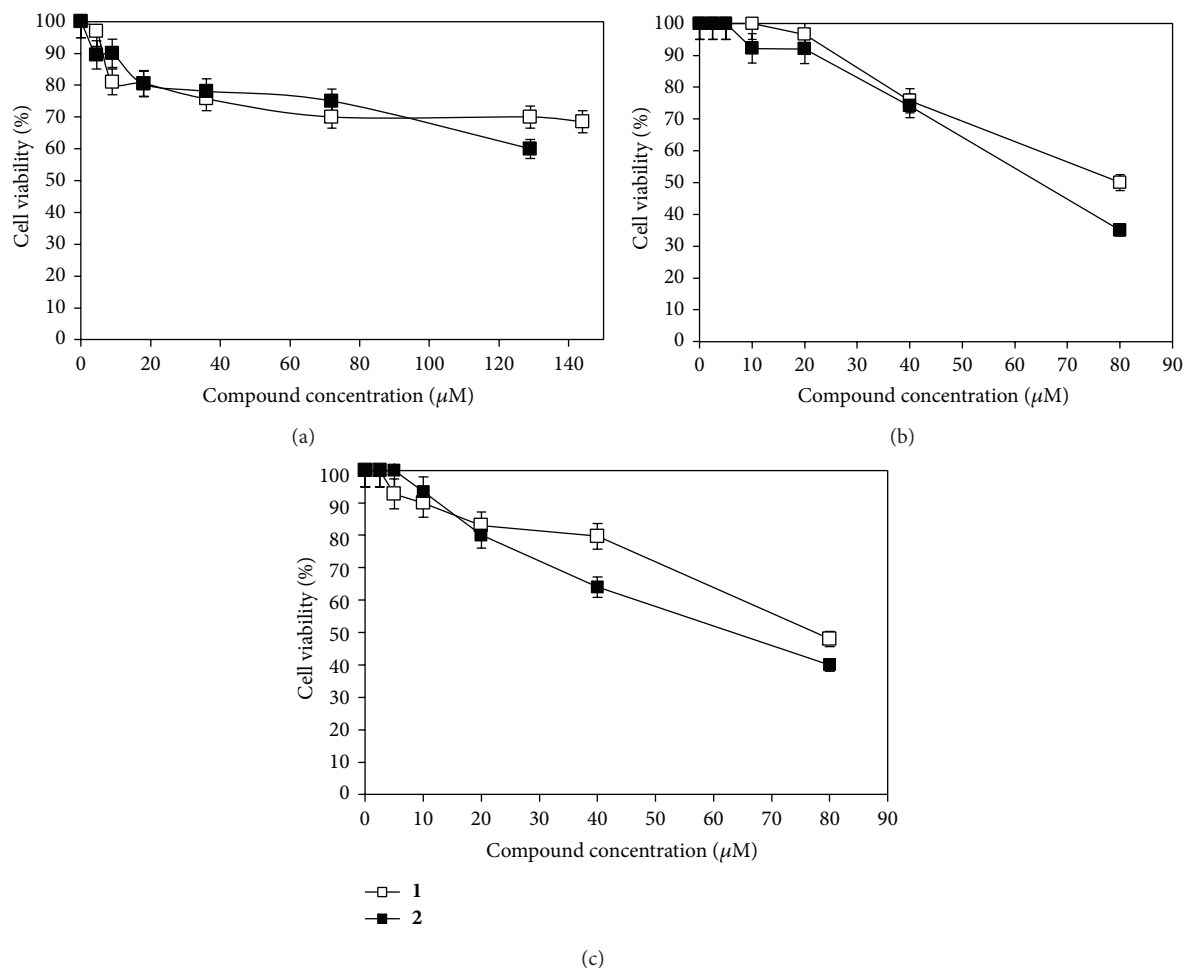 100
90
80
70
60
50
40
30
20
10
0
Cell viability (%)
0 20 40 60 80 100 120 140
Compound concentration (μM)
(a)
100
90
80
70
60
50
40
30
20
10
0
Cell viability (%)
0 10 20 30 40 50 60 70 80 90
Compound concentration (μM)
(b)
100
90
80
70
60
50
40
30
20
10
0
Cell viability (%)
0 10 20 30 40 50 60 70 80 90
Compound concentration (μM)
1
2
(c)